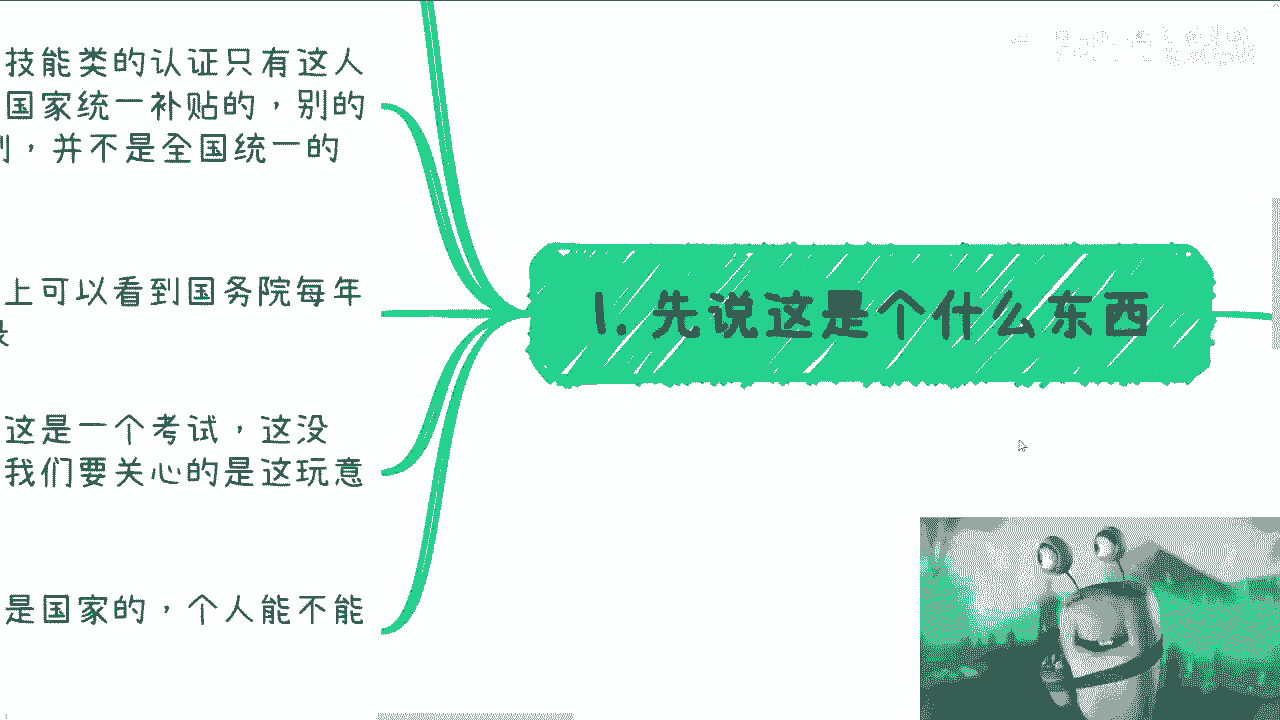 技能类的认证只有这人
国家统一补贴的，别的
，并不是全国统一的
上可以看到国务院每年
这是一个考试，这没
我们要关心的是这玩意
是国家的，个人能不能
1. 先说这是个什么东西